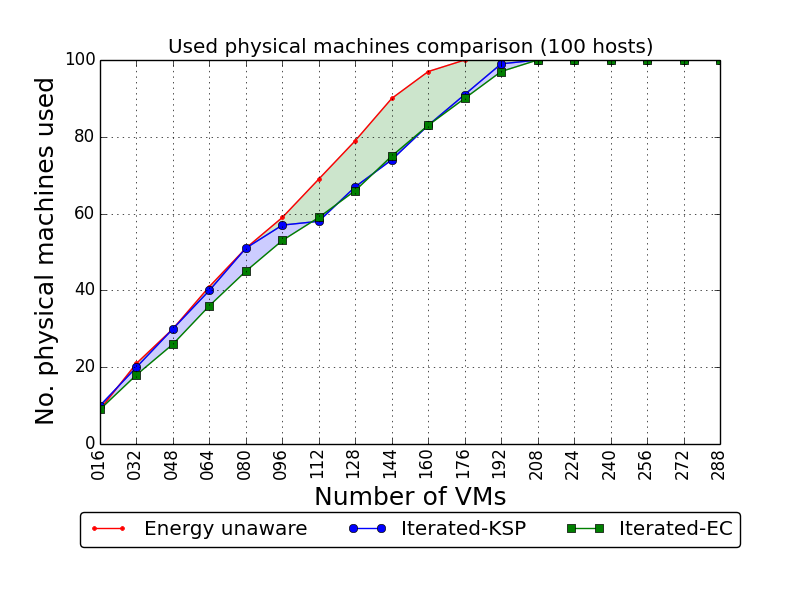 Used physical machines comparison (100 hosts)
No. physical machines used
100
80
60
40
20
0
016 032 048 064 080 096 112 128 144 160 176 192 208 224 240 256 272 288
Number of VMs
Energy unaware Iterated-KSP Iterated-EC